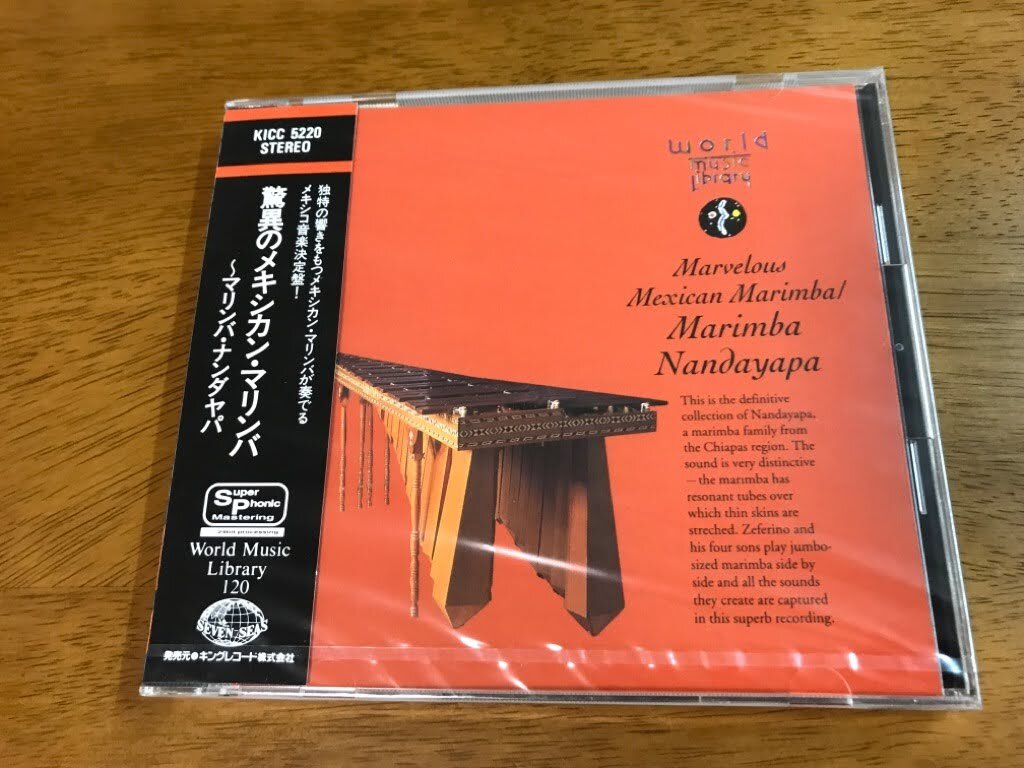 KICC 5220
STEREO
独特の響きをもつメキシカン・マリンバが奏でる
メキシコ音楽決定盤!
驚異のメキシカン・マリンバ
〜マリンバ・ナンダヤパ
Super
Phonic
Mastering
World Music
Library
120
SEVEN SEAS
発売元●キングレコード株式会社
world
music
library
Marvelous
Mexican Marimba/
Marimba
Nandayapa
This is the definitive
collection of Nandayapa,
a marimba family from
the Chiapas region. The
sound is very distinctive
—the marimba has
resonant tubes over
which thin skins are
streched. Zeferino and
his four sons play jumbo-
sized marimba side by
side and all the sounds
they create are captured
in this superb recording.